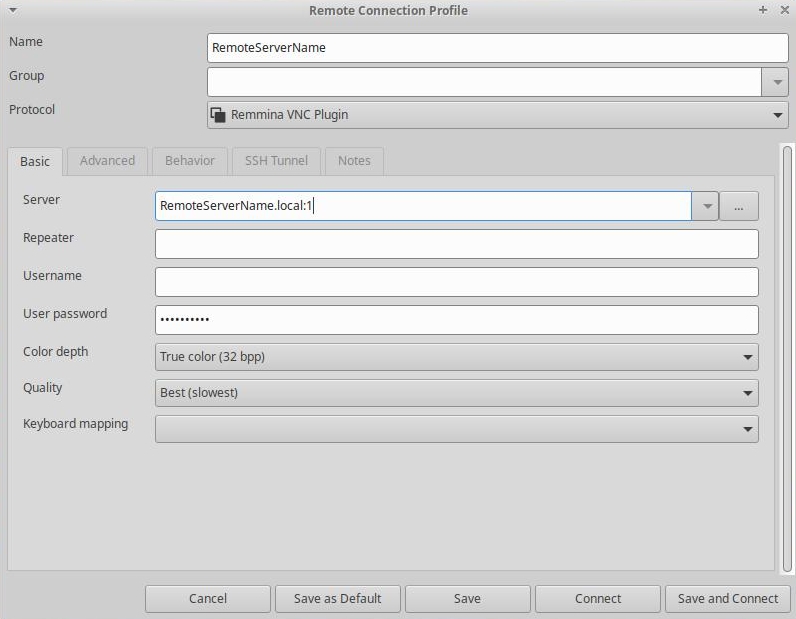 Remote Connection Profile
Name
RemoteServerName
Group
Protocol
Remmina VNC Plugin
Basic Advanced Behavior SSH Tunnel Notes
Server
RemoteServerName.local:1
...
Repeater
Username
User password
••••••••••
Color depth
True color (32 bpp)
Quality
Best (slowest)
Keyboard mapping
Cancel Save as Default Save Connect Save and Connect